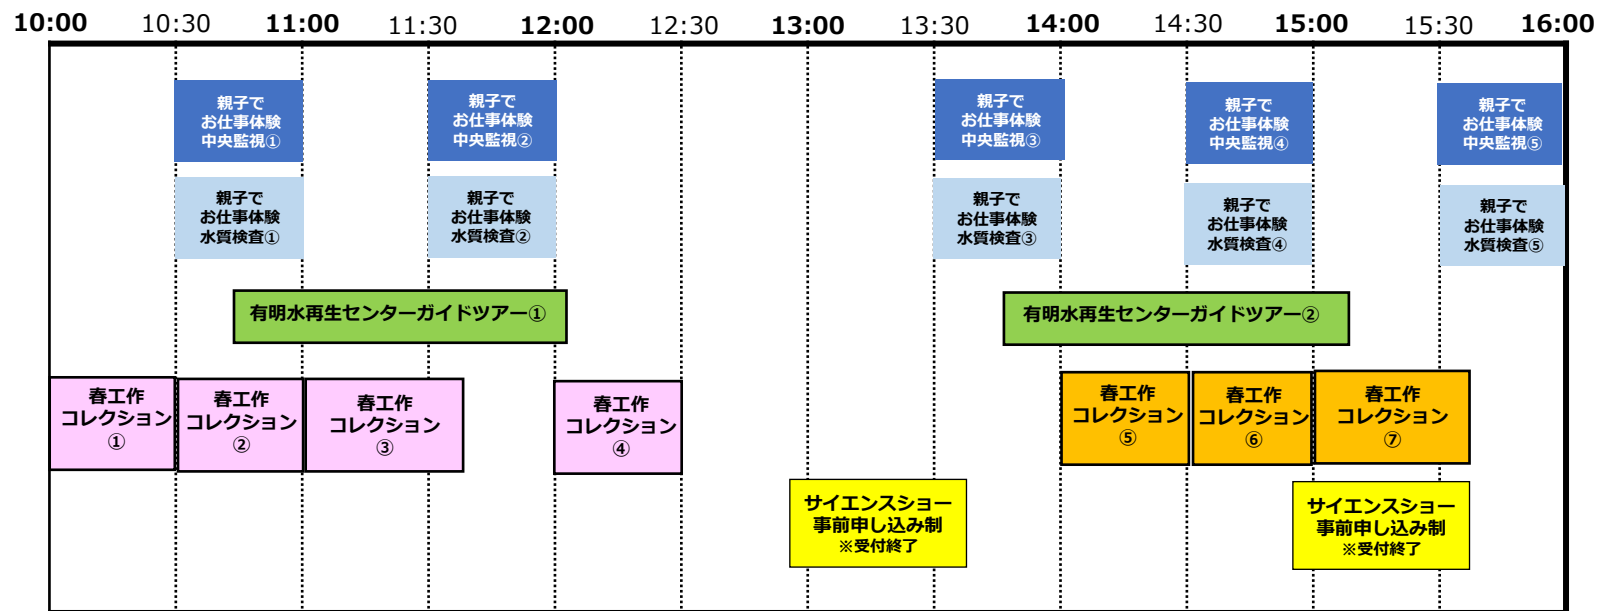 10:00 10:30 11:00 11:30 12:00 12:30 13:00 13:30 14:00 14:30 15:00 15:30 16:00
親子で
お仕事体験
中央監視①
親子で
お仕事体験
中央監視②
親子で
お仕事体験
中央監視③
親子で
お仕事体験
中央監視④
親子で
お仕事体験
中央監視⑤
親子で
お仕事体験
水質検査①
親子で
お仕事体験
水質検査②
親子で
お仕事体験
水質検査③
親子で
お仕事体験
水質検査④
親子で
お仕事体験
水質検査⑤
有明水再生センターガイドツアー①
有明水再生センターガイドツアー②
春工作
コレクション
①
春工作
コレクション
②
春工作
コレクション
③
春工作
コレクション
④
春工作
コレクション
⑤
春工作
コレクション
⑥
春工作
コレクション
⑦
サイエンスショー
事前申し込み制
※受付終了
サイエンスショー
事前申し込み制
※受付終了